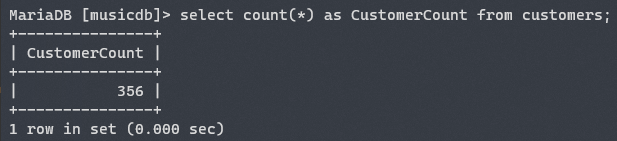 MariaDB [musicdb]> select count(*) as CustomerCount from customers;
+---------------+
| CustomerCount |
+---------------+
|           356 |
+---------------+
1 row in set (0.000 sec)